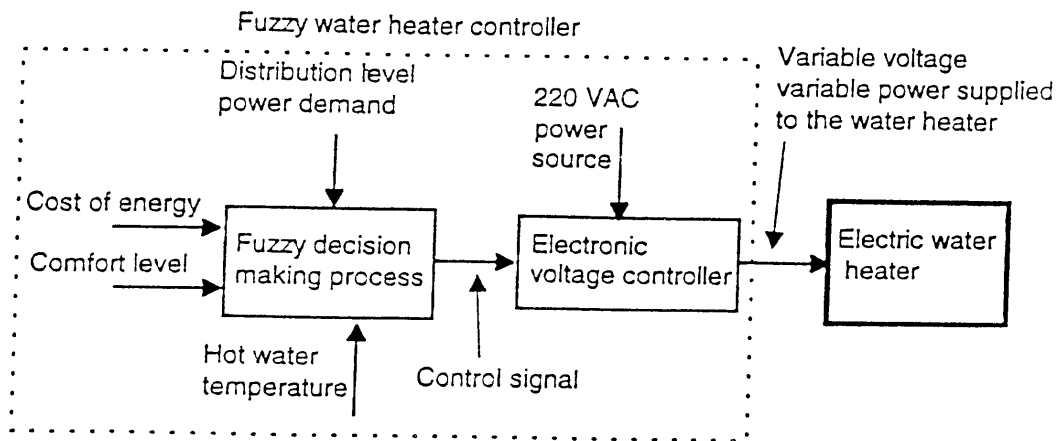 Fuzzy water heater controller
Distribution level
power demand
220 VAC
power
source
Variable voltage
variable power supplied
to the water heater
Cost of energy
Comfort level
Fuzzy decision
making process
Electronic
voltage controller
Electric water
heater
Hot water
temperature
Control signal